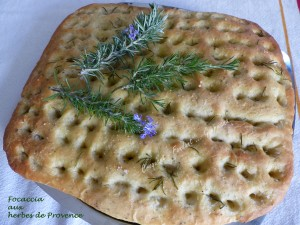 Focaccia
aux
herbes de Provence